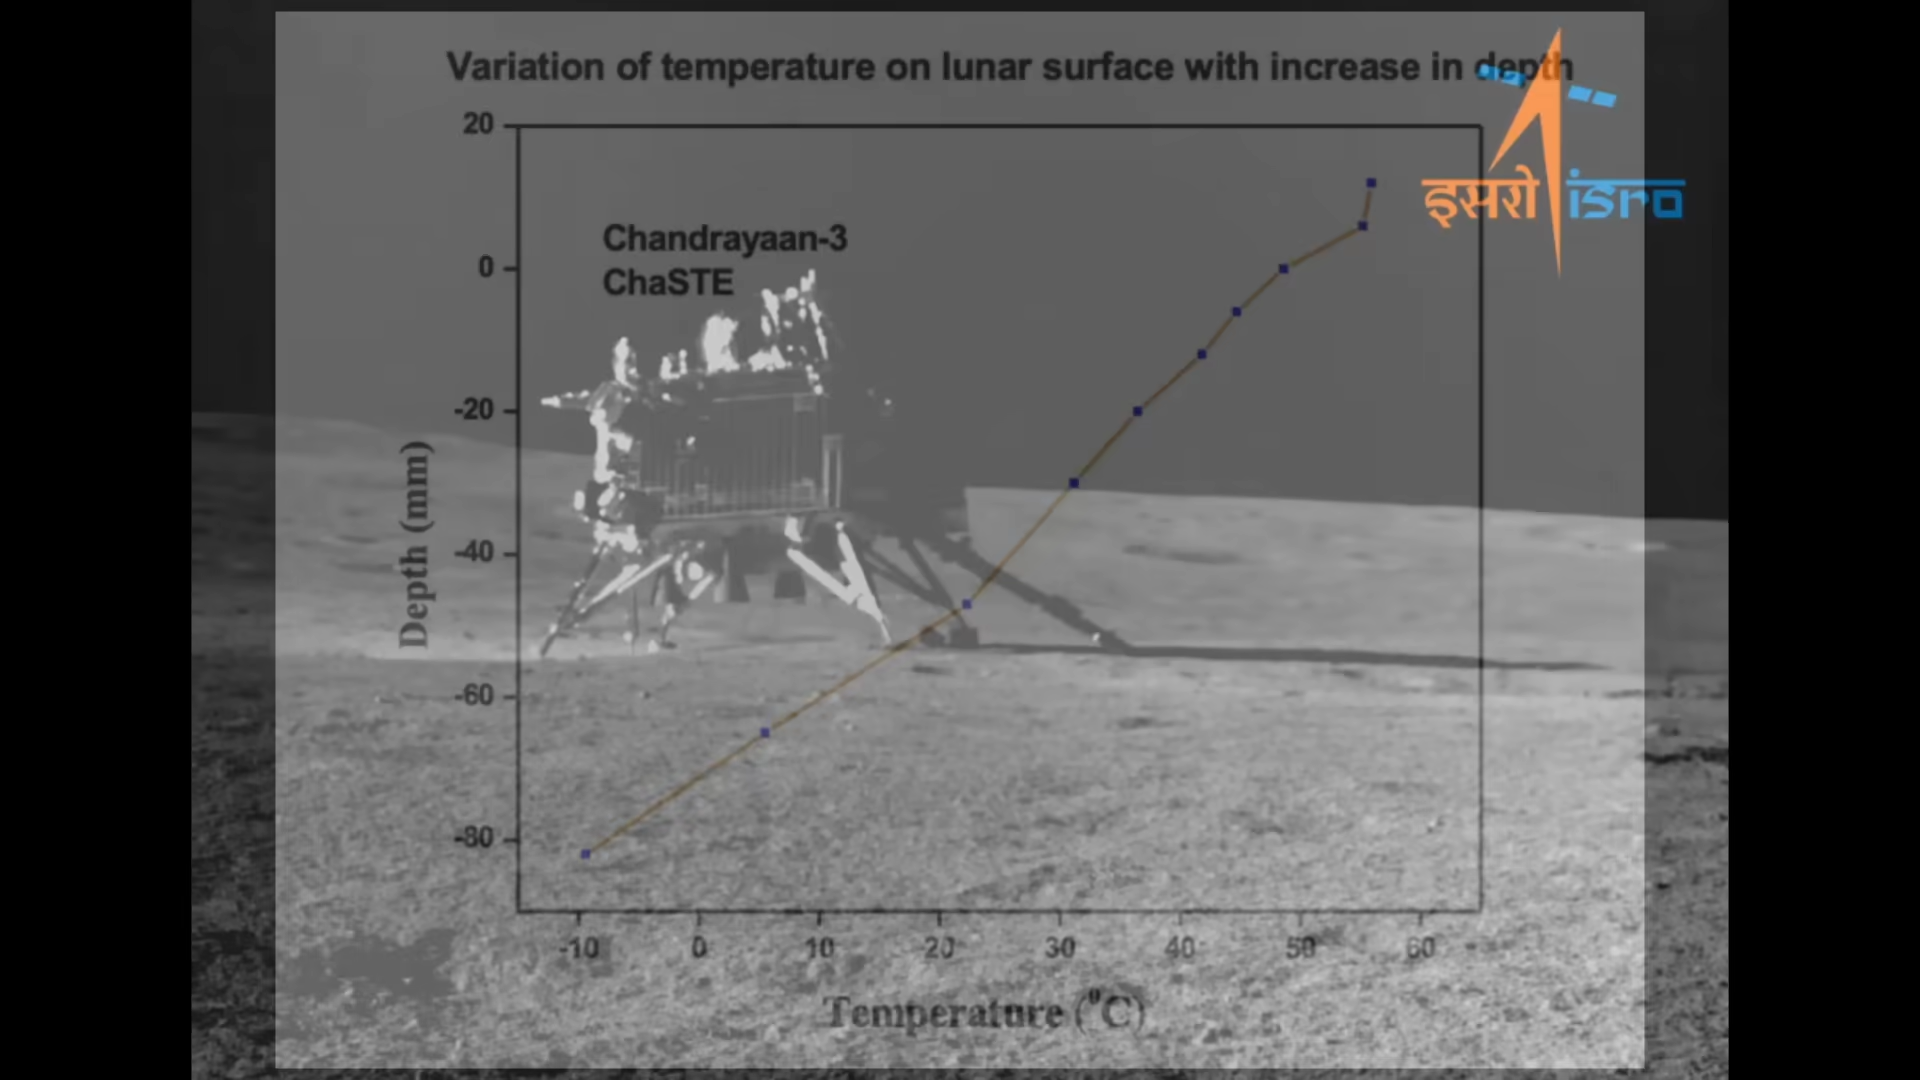 Variation of temperature on lunar surface with increase in depth
इसरो isro
Chandrayaan-3
ChaSTE
20
0
-20
-40
-60
-80
Depth (mm)
-10 0 10 20 30 40 50 60
Temperature (⁰C)